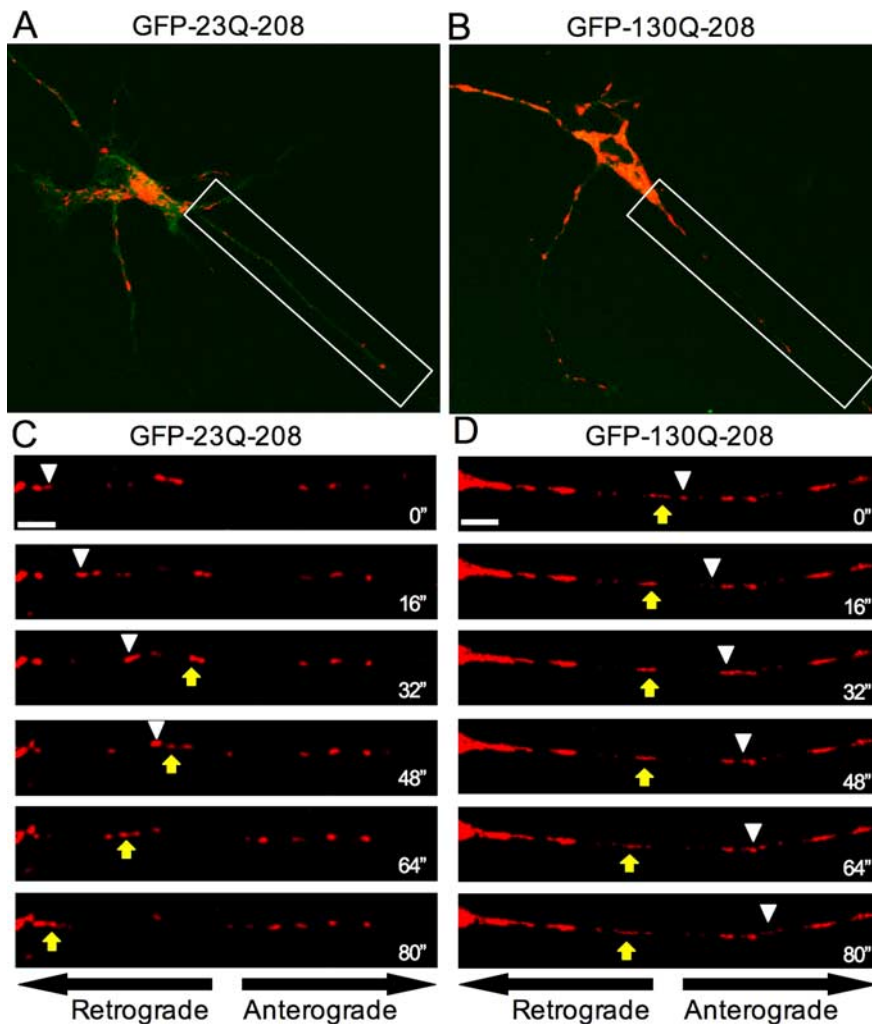 A GFP-23Q-208
B GFP-130Q-208
C GFP-23Q-208
0”
16”
32”
48”
64”
80”
Retrograde Anterograde
D GFP-130Q-208
0”
16”
32”
48”
64”
80”
Retrograde Anterograde